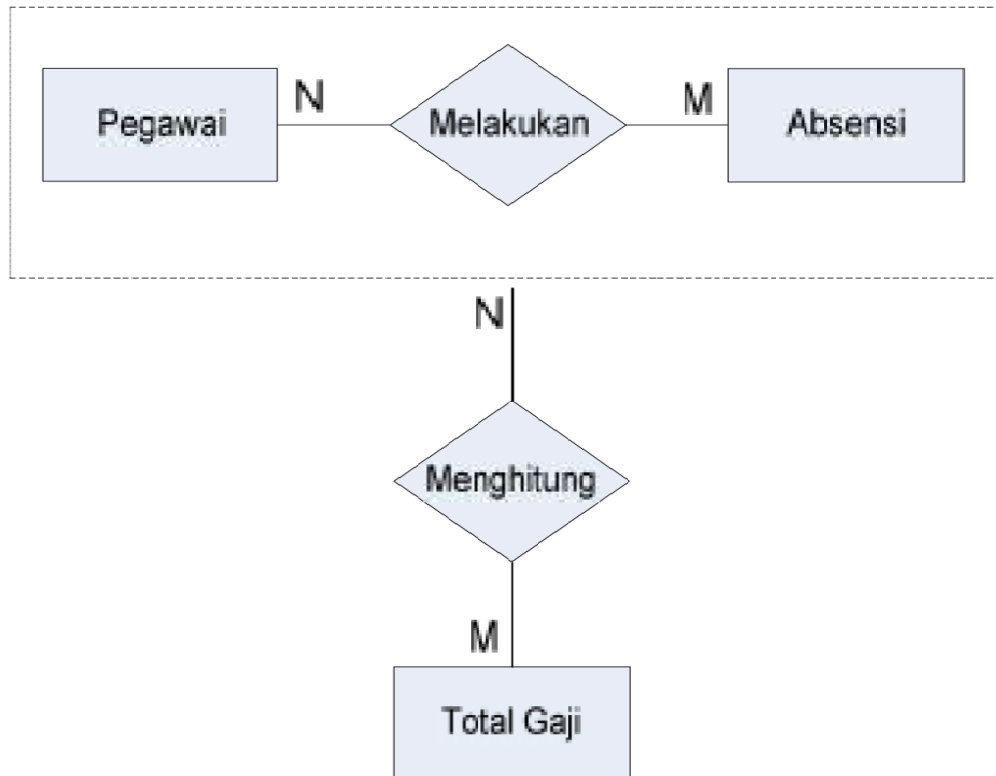 Pegawai
N
Melakukan
M
Absensi
N
Menghitung
M
Total Gaji